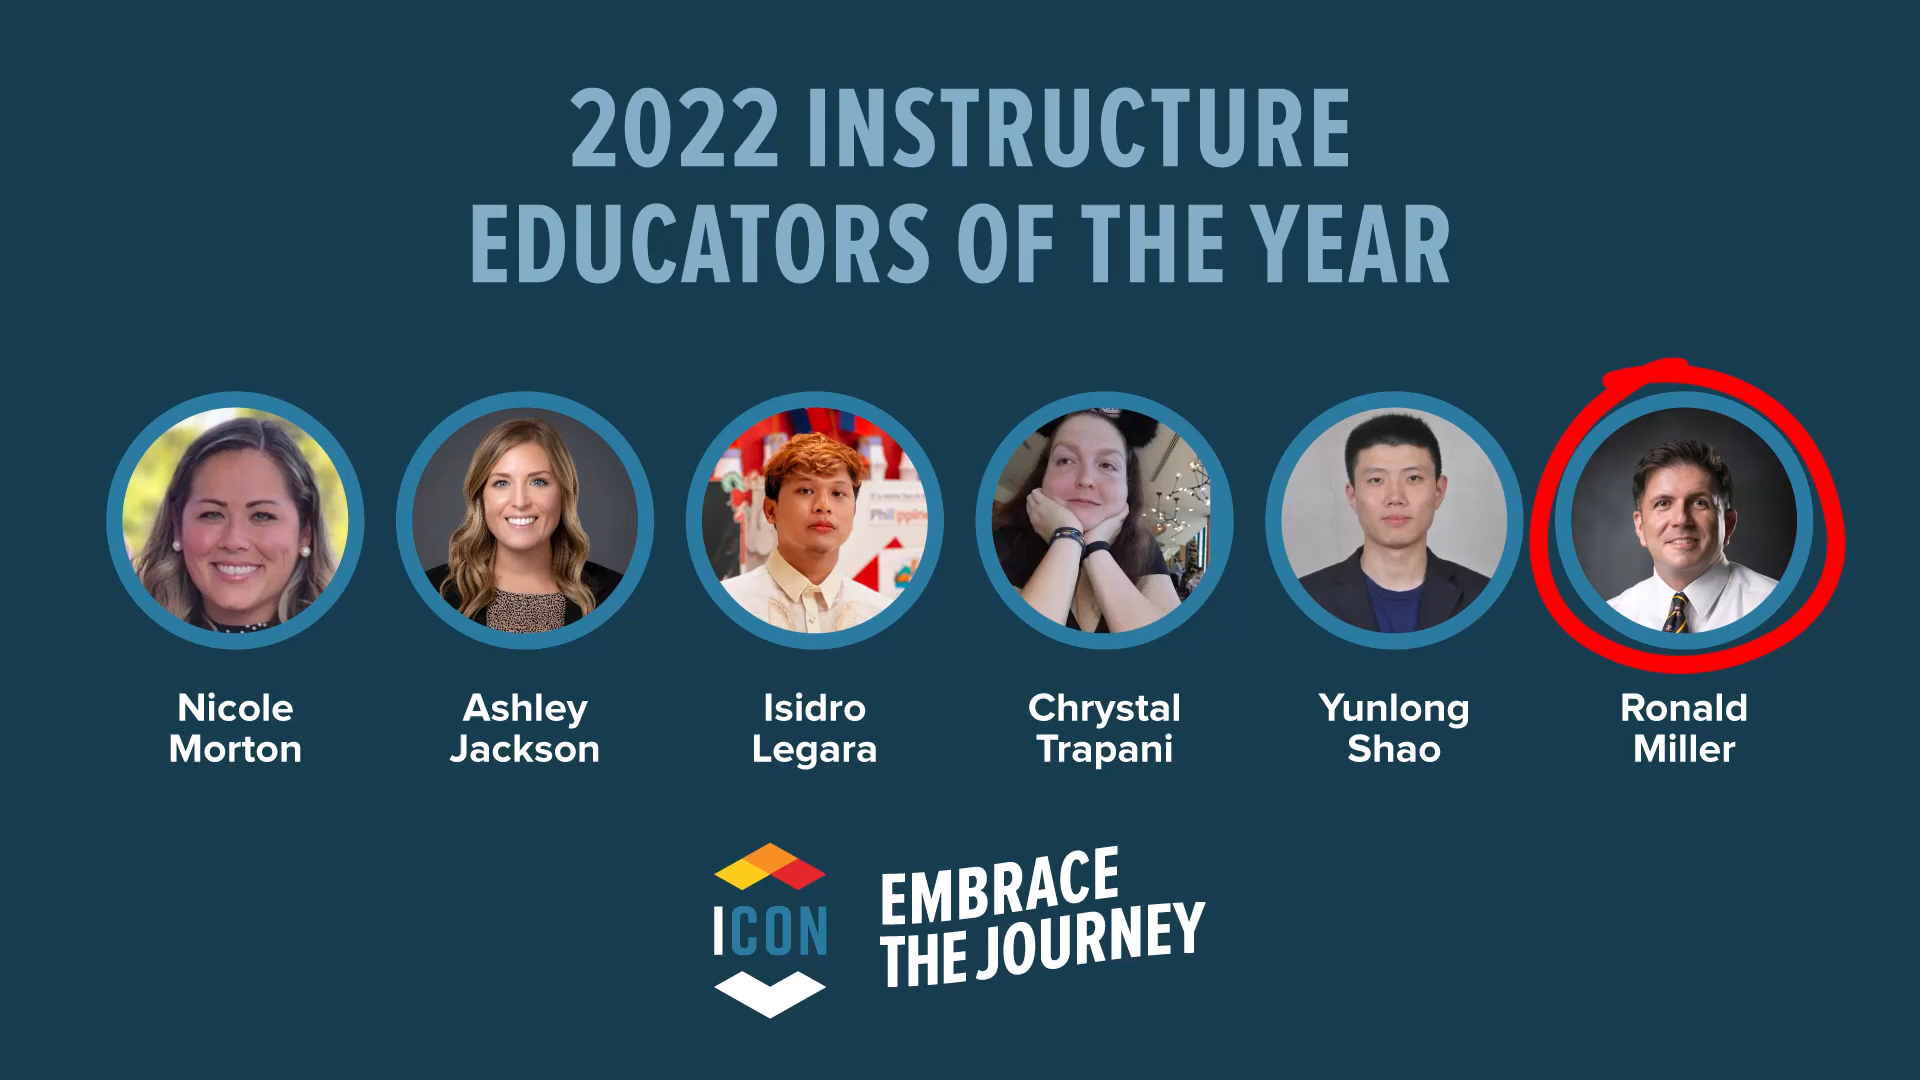 2022 INSTRUCTURE
EDUCATORS OF THE YEAR
Philippine
Nicole
Morton
Ashley
Jackson
Isidro
Legara
Chrystal
Trapani
Yunlong
Shao
Ronald
Miller
ICON
EMBRACE
THE JOURNEY